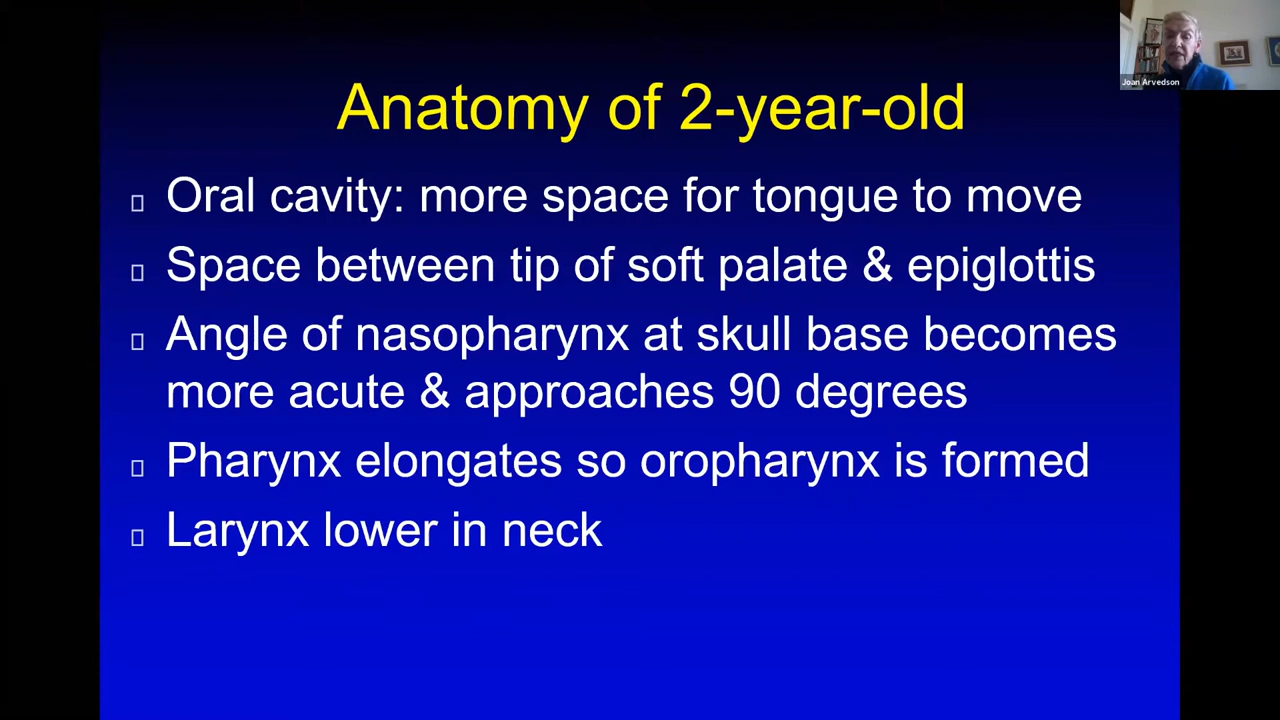 Joan Arvedson
Anatomy of 2-year-old
Oral cavity: more space for tongue to move
Space between tip of soft palate & epiglottis
Angle of nasopharynx at skull base becomes
more acute & approaches 90 degrees
Pharynx elongates so oropharynx is formed
Larynx lower in neck